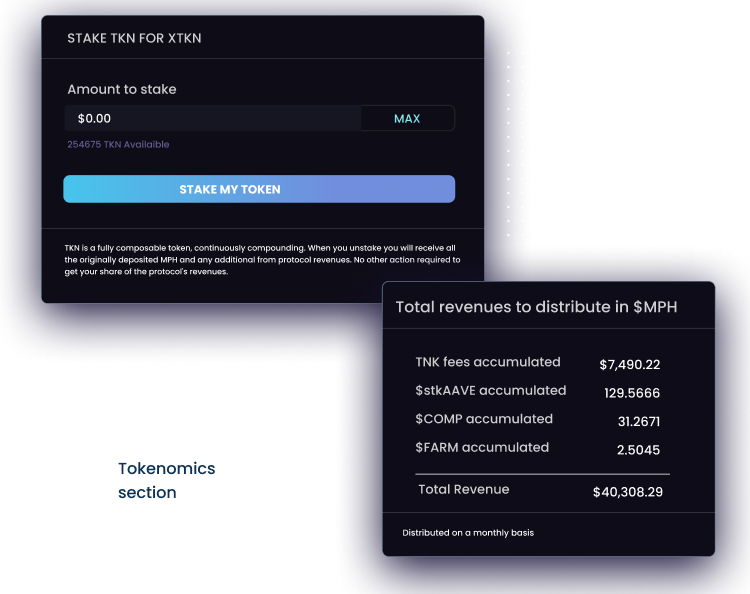 STAKE TKN FOR XTKN
Amount to stake
$0.00 MAX
254675 TKN Availalble
STAKE MY TOKEN
TKN is a fully composable token, continuously compounding. When you unstake you will receive all
the originally deposited MPH and any additional from protocol revenues. No other action required to
get your share of the protocol's revenues.
Total revenues to distribute in $MPH
TNK fees accumulated $7,490.22
$stkAAVE accumulated 129.5666
$COMP accumulated 31.2671
$FARM accumulated 2.5045
Total Revenue $40,308.29
Distributed on a monthly basis
Tokenomics
section